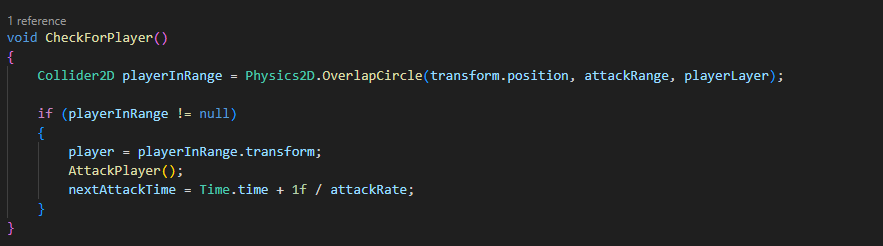 1 reference
void CheckForPlayer()
{
    Collider2D playerInRange = Physics2D.OverlapCircle(transform.position, attackRange, playerLayer);

    if (playerInRange != null)
    {
        player = playerInRange.transform;
        AttackPlayer();
        nextAttackTime = Time.time + 1f / attackRate;
    }
}